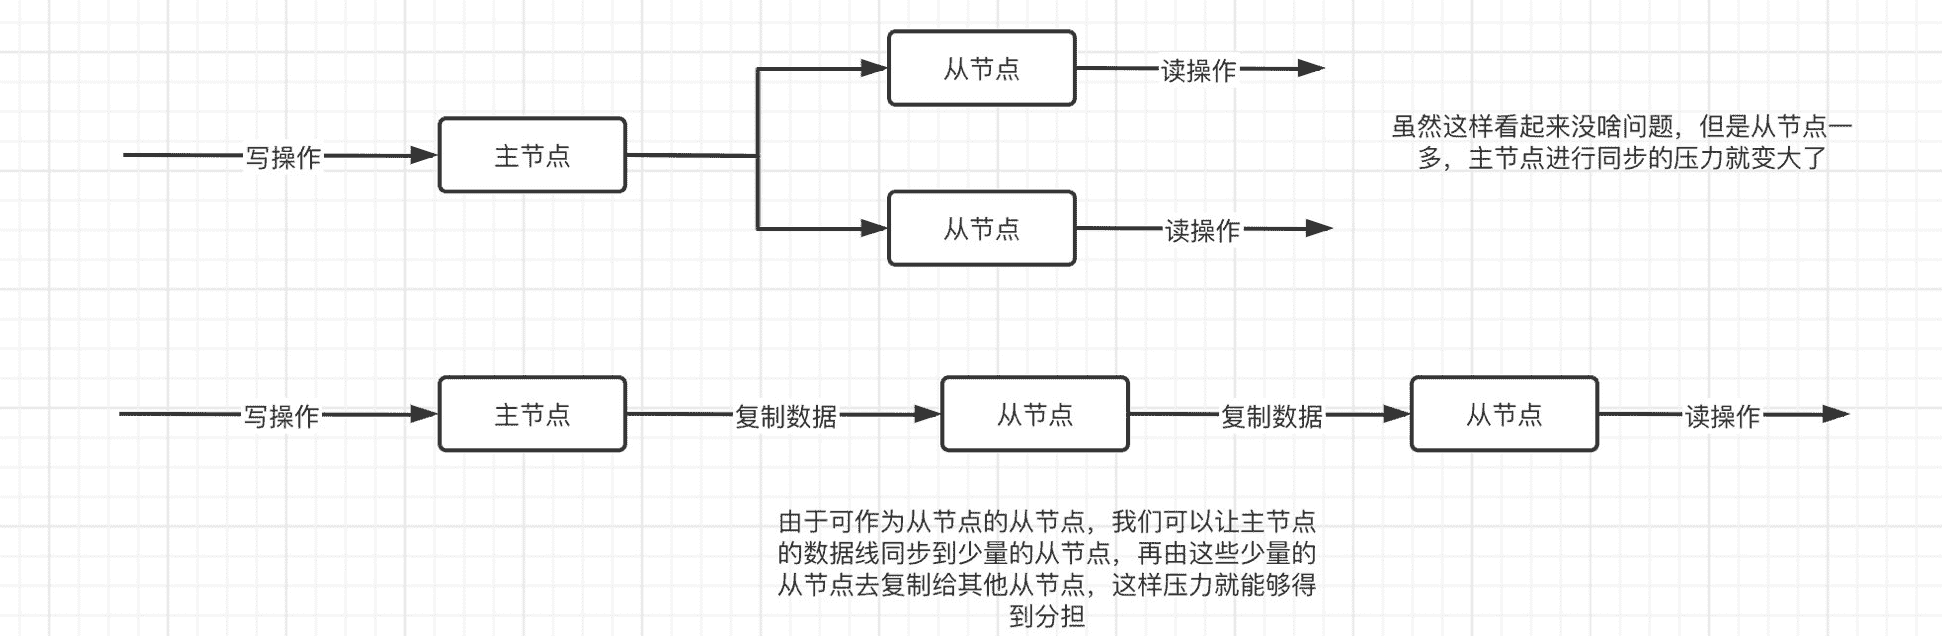 从节点
读操作
写操作
主节点
从节点
读操作
虽然这样看起来没啥问题，但是从节点一
多，主节点进行同步的压力就变大了
写操作
主节点
复制数据
从节点
复制数据
从节点
读操作
由于可作为从节点的从节点，我们可以让主节点
的数据线同步到少量的从节点，再由这些少量的
从节点去复制给其他从节点，这样压力就能够得
到分担